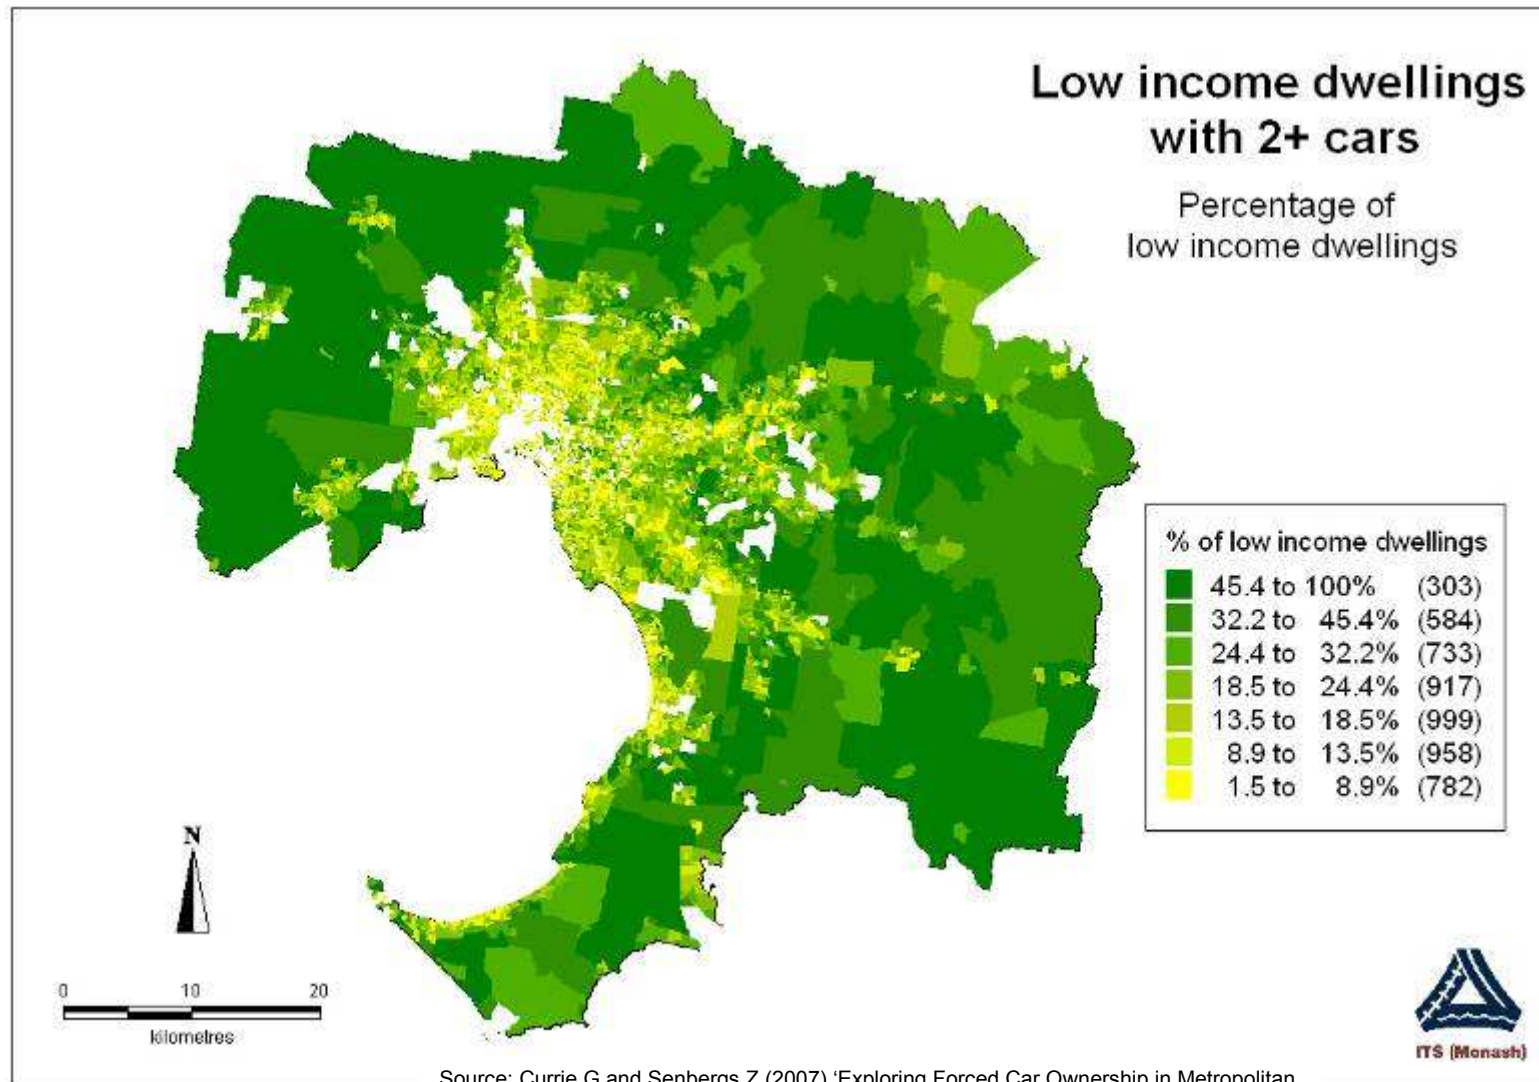 Low income dwellings
with 2+ cars
Percentage of
low income dwellings
% of low income dwellings
45.4 to 100% (303)
32.2 to 45.4% (584)
24.4 to 32.2% (733)
18.5 to 24.4% (917)
13.5 to 18.5% (999)
8.9 to 13.5% (958)
1.5 to 8.9% (782)
N
0 10 20
kilometres
ITS (Monash)
Source: Currie G and Senbergs Z (2007) ‘Exploring Forced Car Ownership in Metropolitan